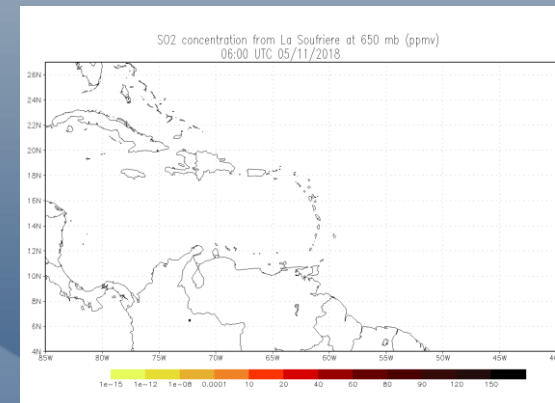 SO2 concentration from La Soufriere at 650 mb (ppmv)
06:00 UTC 05/11/2018
26N
24N
22N
20N
18N
16N
14N
12N
10N
8N
6N
4N
85W 80W 75W 70W 65W 60W 55W 50W 45W 40W
1e-15 1e-12 1e-08 0.0001 10 20 40 60 80 90 120 150